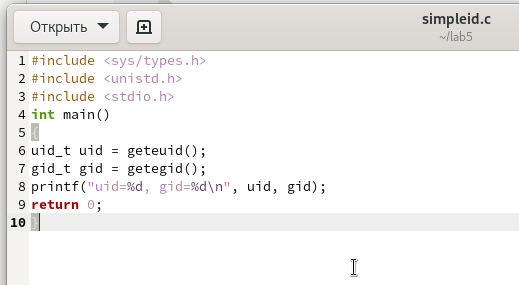 Открыть
simpleid.c
~/lab5
1 #include <sys/types.h>
2 #include <unistd.h>
3 #include <stdio.h>
4 int main()
5 {
6 uid_t uid = geteuid();
7 gid_t gid = getegid();
8 printf("uid=%d, gid=%d\n", uid, gid);
9 return 0;
10 }